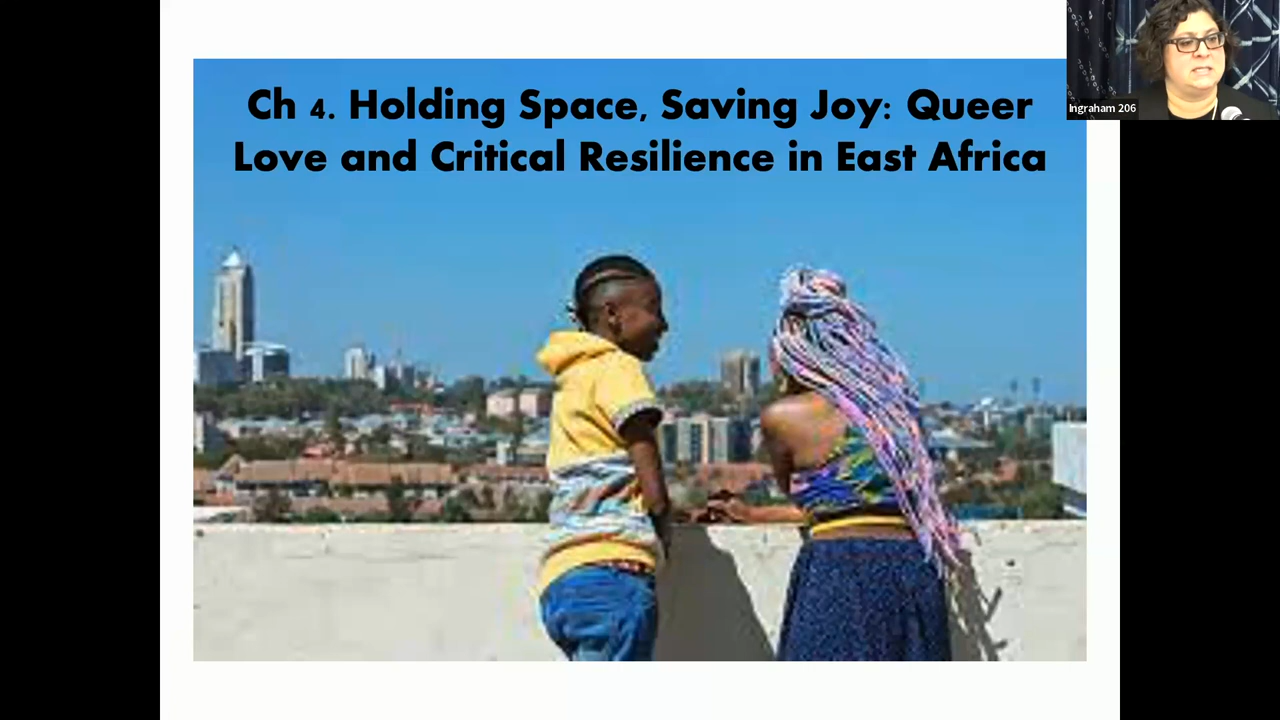 Ch 4. Holding Space, Saving Joy: Queer
Love and Critical Resilience in East Africa
Ingraham 206